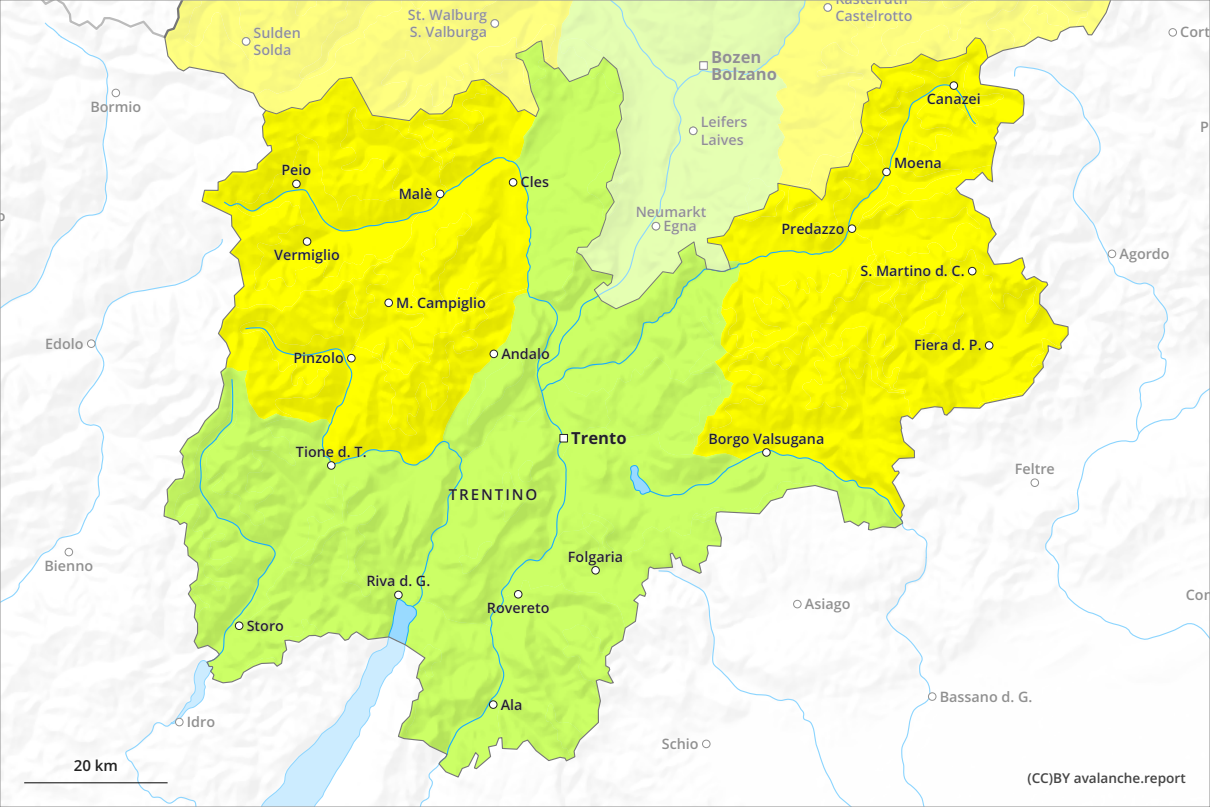 St. Walburg
S. Valburga
Kastelruth
Castelrotto
Sulden
Solda
Bozen
Bolzano
Bormio
Canazei
Leifers
Laives
Moena
Peio
Malè
Cles
Neumarkt
Egna
Predazzo
Vermiglio
Agordo
S. Martino d. C.
M. Campiglio
Edolo
Pinzolo
Andalo
Fiera d. P.
Trento
Borgo Valsugana
Tione d. T.
Feltre
TRENTINO
Bienno
Folgaria
Riva d. G.
Rovereto
Asiago
Storo
Idro
Ala
Bassano d. G.
Schio
20 km
(CC)BY avalanche.report